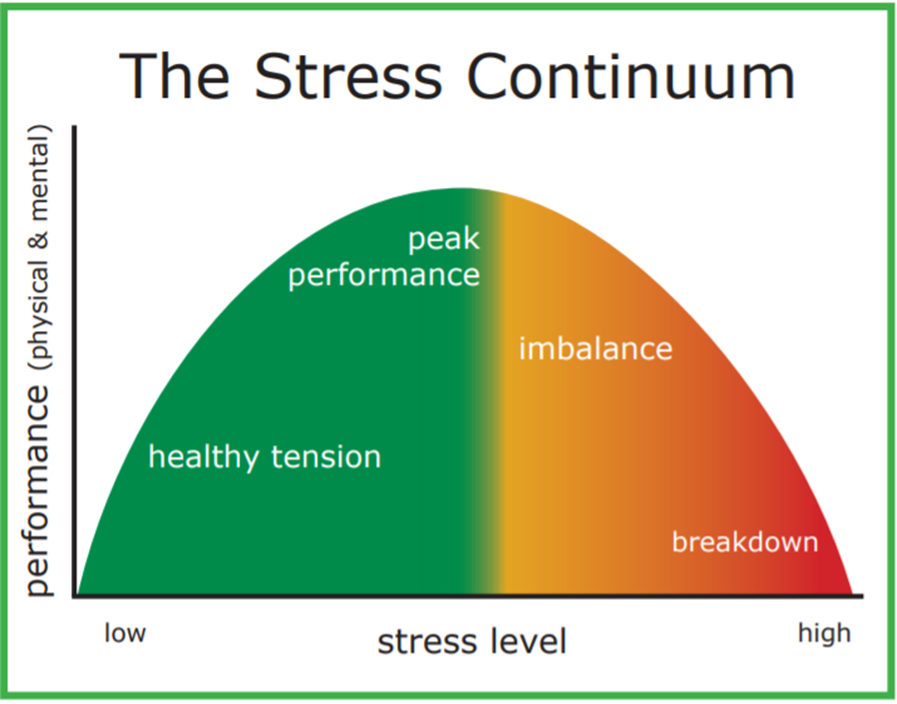 The Stress Continuum
performance (physical & mental)
peak
performance
imbalance
healthy tension
breakdown
low
stress level
high